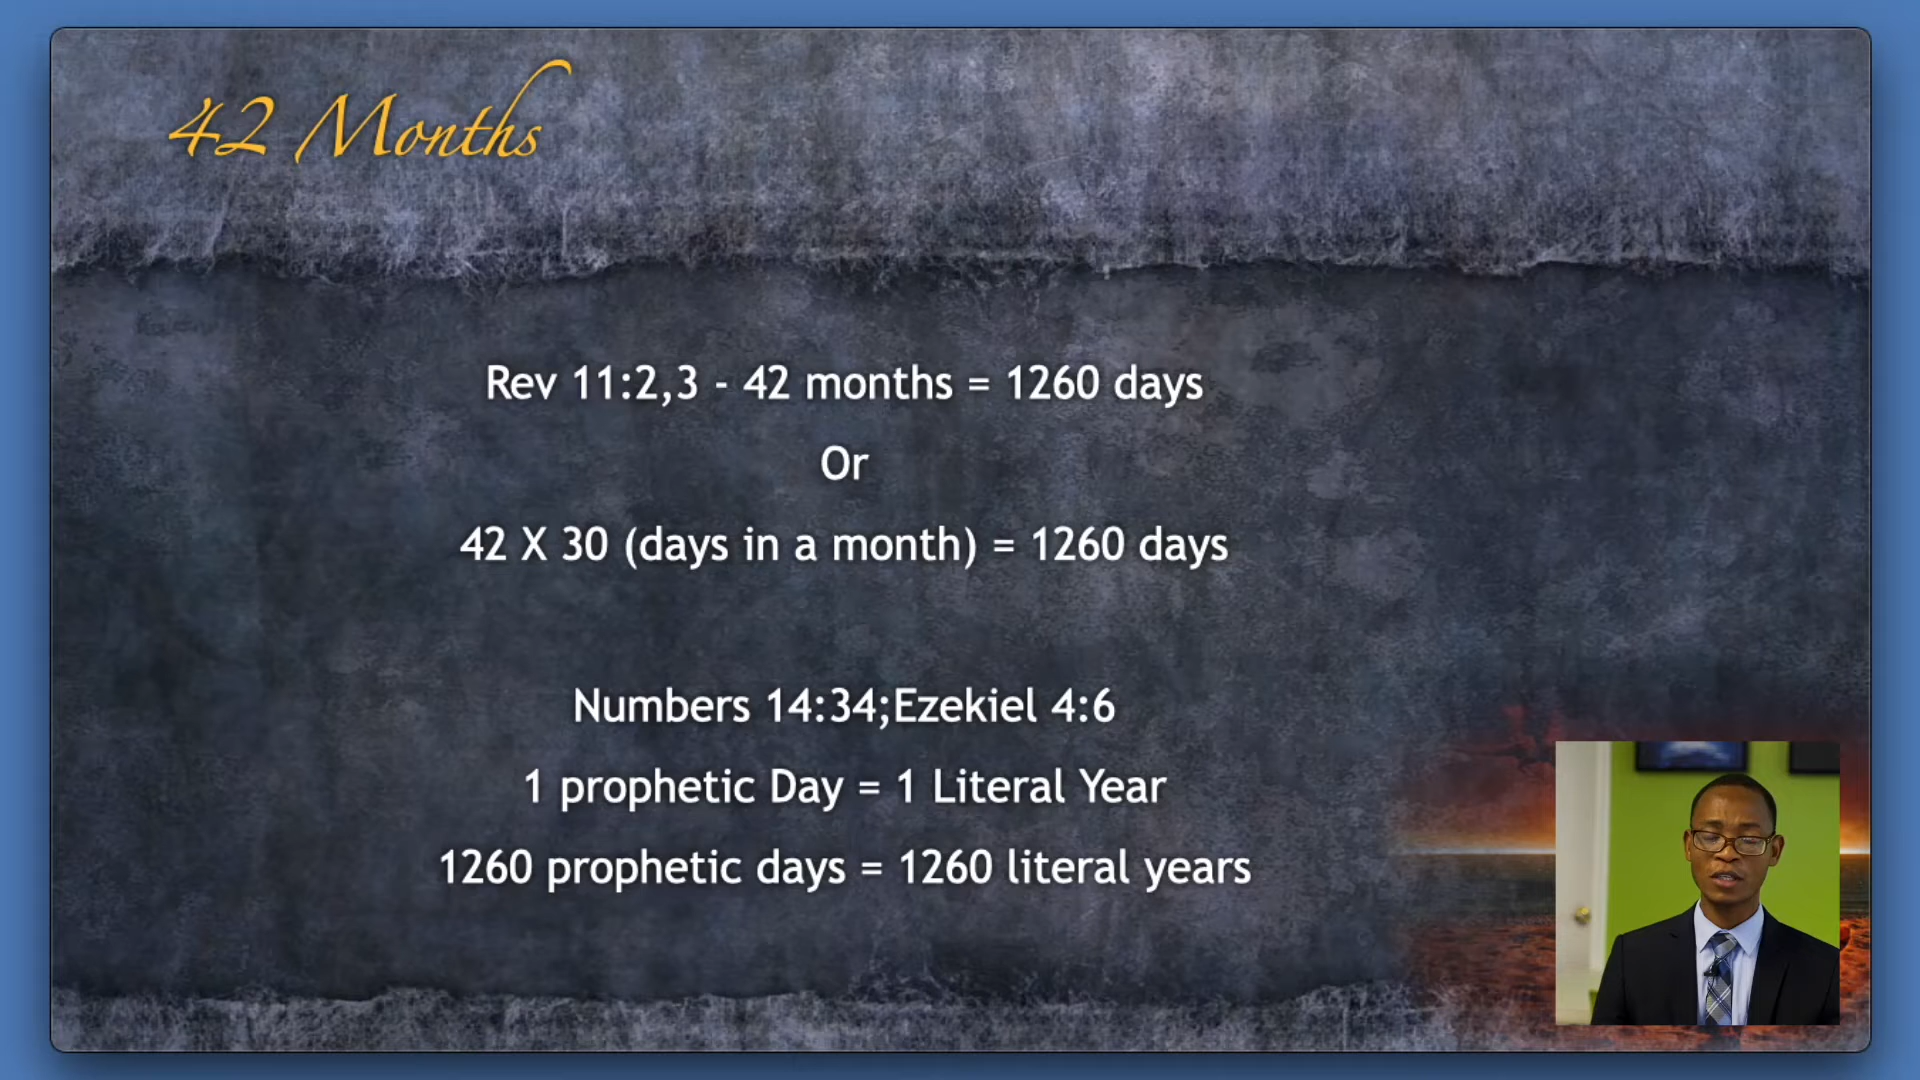 42 Months
Rev 11:2,3 - 42 months = 1260 days
Or
42 X 30 (days in a month) = 1260 days
Numbers 14:34;Ezekiel 4:6
1 prophetic Day = 1 Literal Year
1260 prophetic days = 1260 literal years